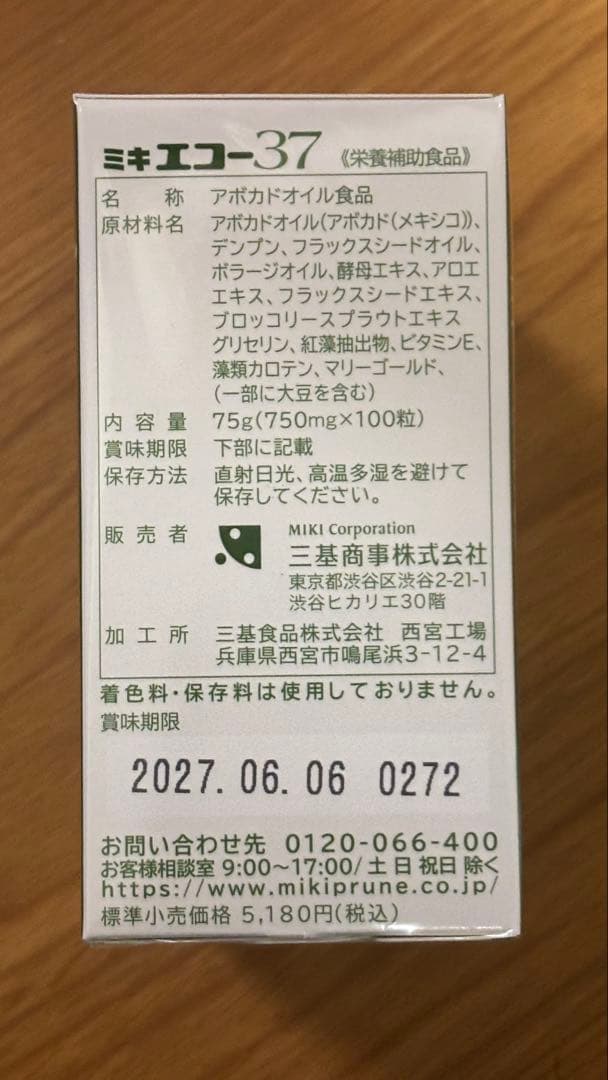 ミキエコー37《栄養補助食品》
名称 アボカドオイル食品
原材料名 アボカドオイル(アボカド(メキシコ))、
デンプン、フラックスシードオイル、
ボラージオイル、酵母エキス、アロエ
エキス、フラックスシードエキス、
ブロッコリースプラウトエキス
グリセリン、紅藻抽出物、ビタミンE、
藻類カロテン、マリーゴールド、
(一部に大豆を含む)
内容量 75g(750mg×100粒)
賞味期限 下部に記載
保存方法 直射日光、高温多湿を避けて
保存してください。
販売者 MIKI Corporation
三基商事株式会社
東京都渋谷区渋谷2-21-1
渋谷ヒカリエ30階
加工所 三基食品株式会社 西宮工場
兵庫県西宮市鳴尾浜3-12-4
着色料・保存料は使用しておりません。
賞味期限
2027.06.06 0272
お問い合わせ先 0120-066-400
お客様相談室 9:00～17:00/土 日 祝日 除く
https://www.mikiprune.co.jp/
標準小売価格 5,180円(税込)